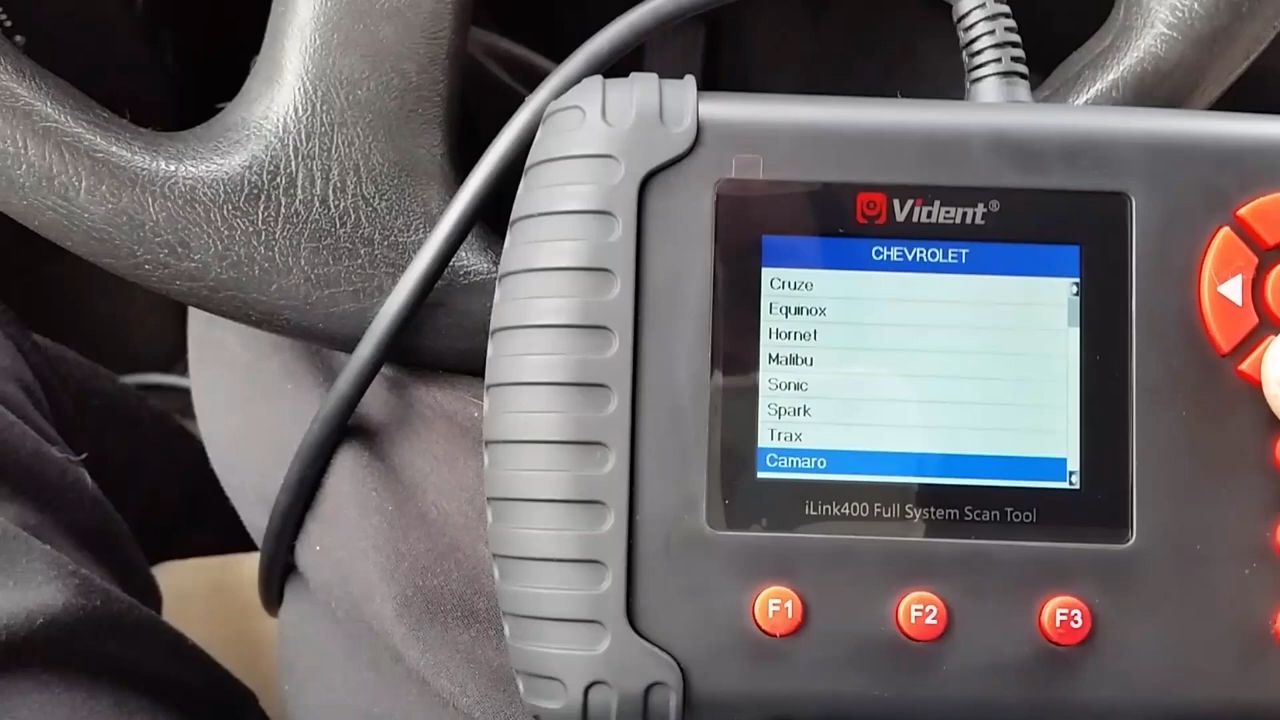 Vident®
CHEVROLET
Cruze
Equinox
Hornet
Malibu
Sonic
Spark
Trax
Camaro
iLink400 Full System Scan Tool
F1 F2 F3